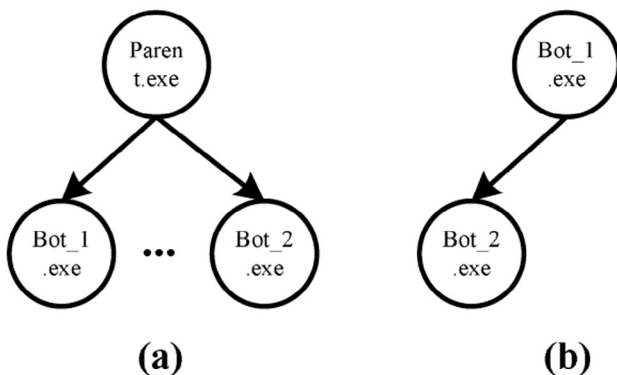 Paren
t.exe
Bot_1
.exe
...
Bot_2
.exe
(a)
Bot_1
.exe
Bot_2
.exe
(b)